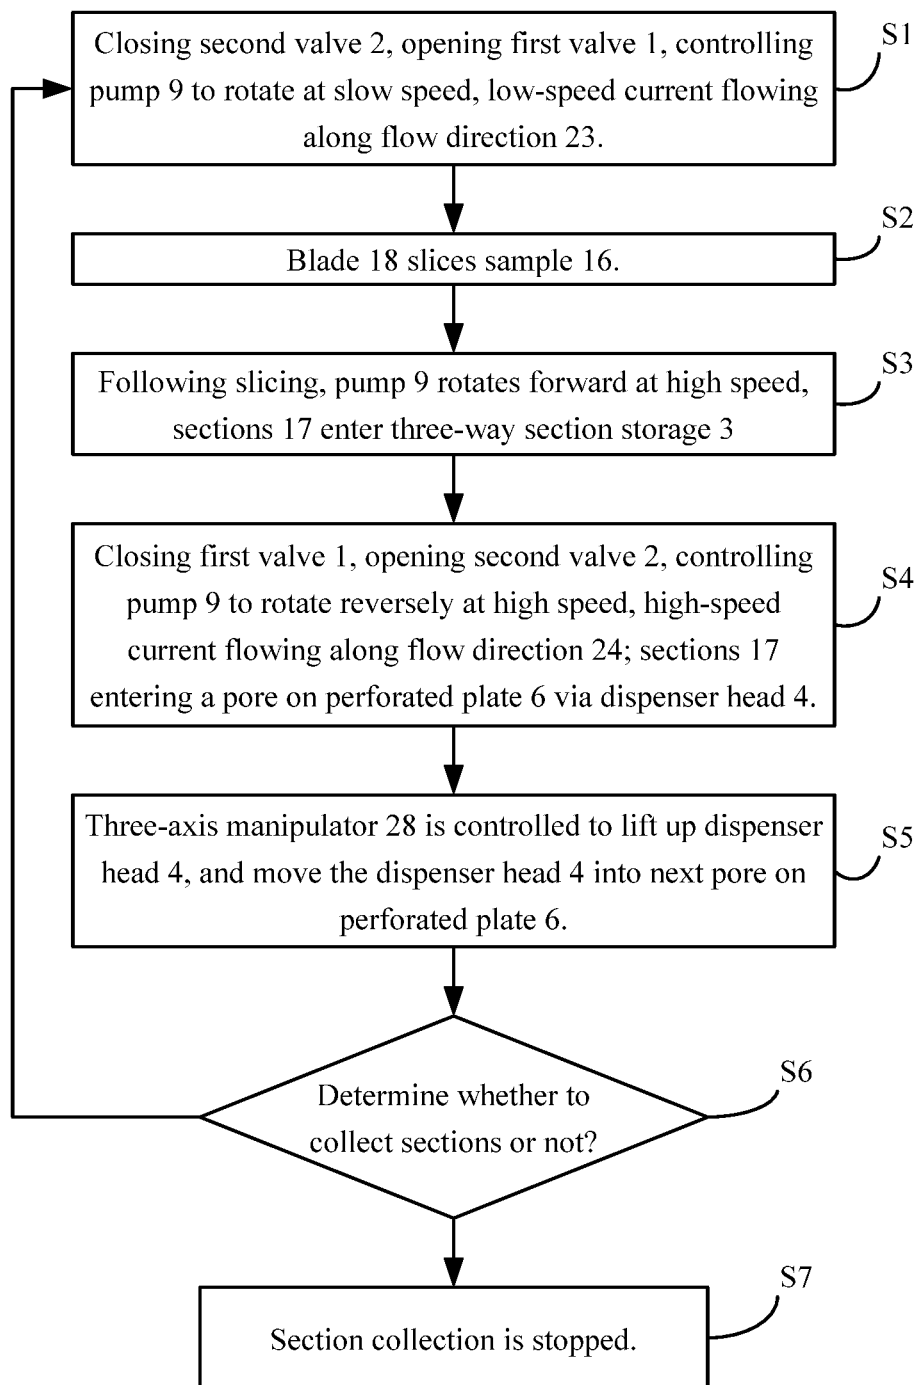 Closing second valve 2, opening first valve 1, controlling
pump 9 to rotate at slow speed, low-speed current flowing
along flow direction 23.
S1
Blade 18 slices sample 16.
S2
Following slicing, pump 9 rotates forward at high speed,
sections 17 enter three-way section storage 3
S3
Closing first valve 1, opening second valve 2, controlling
pump 9 to rotate reversely at high speed, high-speed
current flowing along flow direction 24; sections 17
entering a pore on perforated plate 6 via dispenser head 4.
S4
Three-axis manipulator 28 is controlled to lift up dispenser
head 4, and move the dispenser head 4 into next pore on
perforated plate 6.
S5
Determine whether to
collect sections or not?
S6
Section collection is stopped.
S7